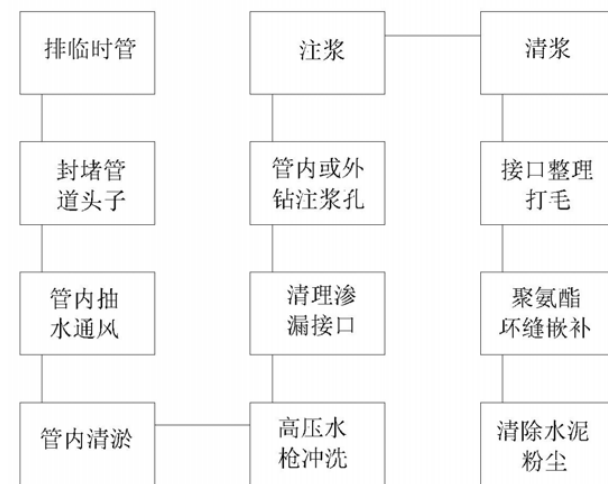 排临时管
封堵管
道头子
管内抽
水通风
管内清淤
注浆
管内或外
钻注浆孔
清理渗
漏接口
高压水
枪冲洗
清浆
接口整理
打毛
聚氨酯
环缝嵌补
清除水泥
粉尘